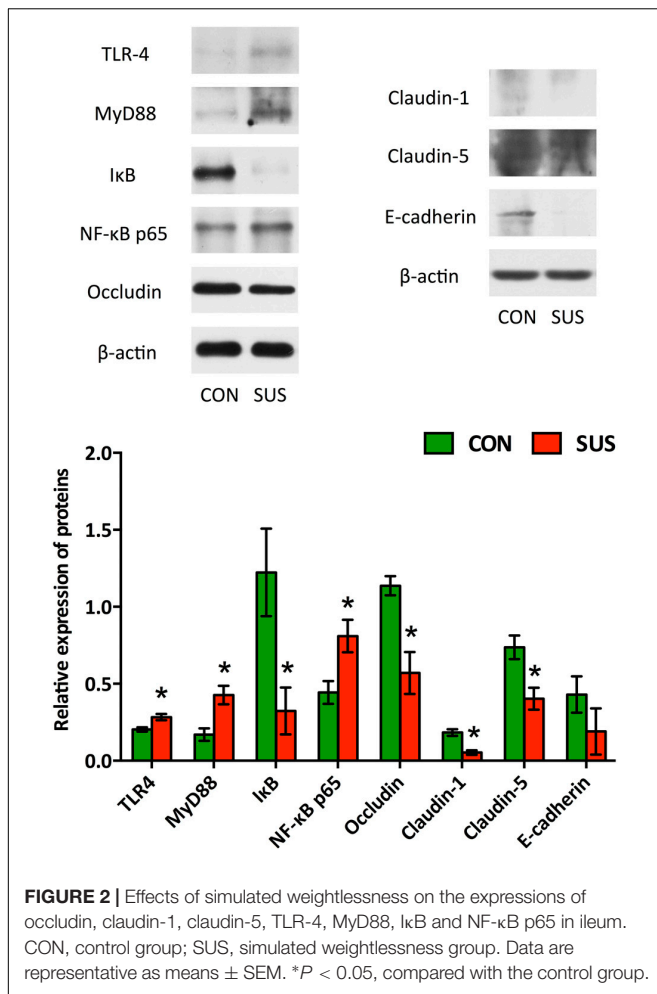 TLR-4
MyD88
IκB
NF-κB p65
Occludin
β-actin
CON SUS
Claudin-1
Claudin-5
E-cadherin
β-actin
CON SUS
CON SUS
Relative expression of proteins
2.0
1.5
1.0
0.5
0.0
* * * * * * *
TLR4
MyD88
IκB
NF-κB p65
Occludin
Claudin-1
Claudin-5
E-cadherin
FIGURE 2 | Effects of simulated weightlessness on the expressions of
occludin, claudin-1, claudin-5, TLR-4, MyD88, IκB and NF-κB p65 in ileum.
CON, control group; SUS, simulated weightlessness group. Data are
representative as means ± SEM. *P < 0.05, compared with the control group.